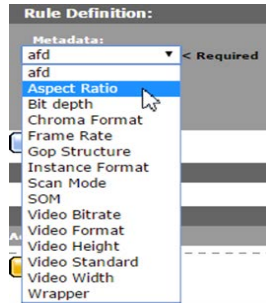 Rule Definition:
Metadata:
afd < Required
afd
Aspect Ratio
Bit depth
Chroma Format
Frame Rate
Gop Structure
Instance Format
Scan Mode
SOM
Video Bitrate
Video Format
Video Height
Video Standard
Video Width
Wrapper